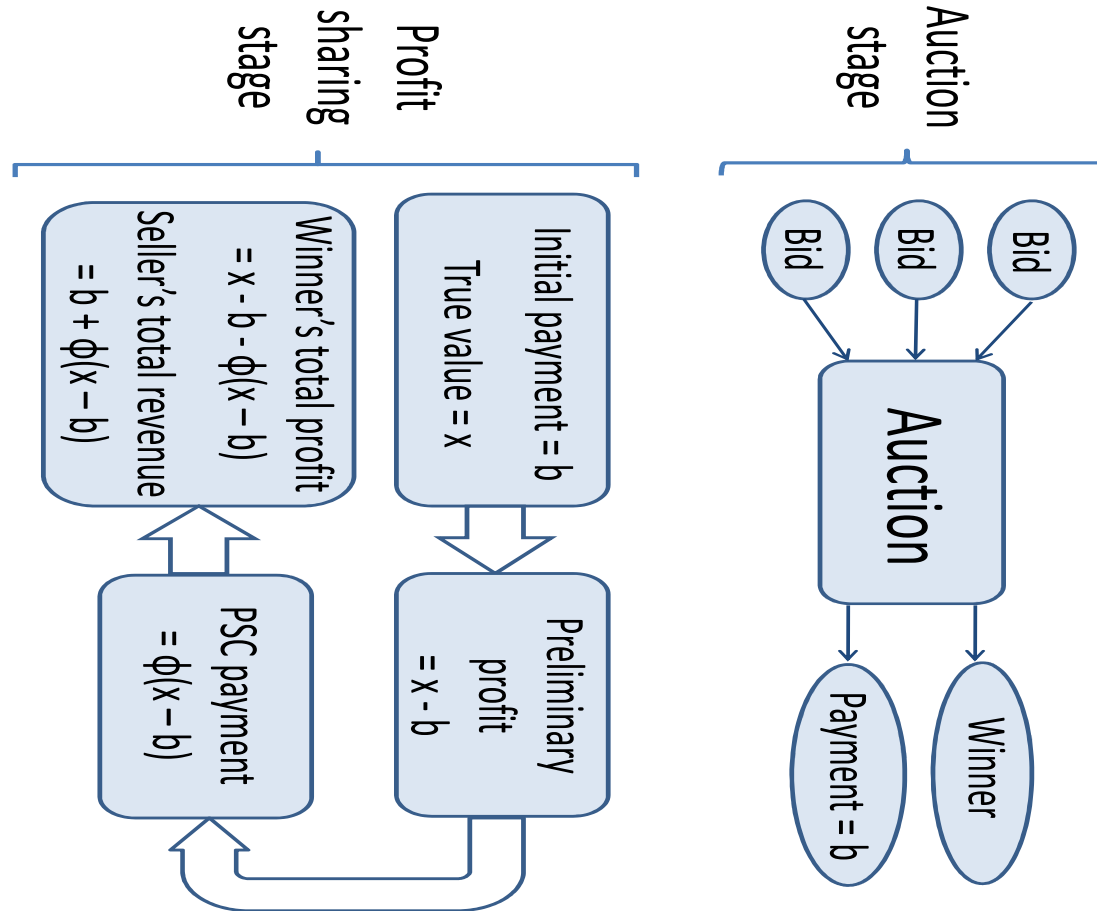 Auction
stage
Bid
Bid
Bid
Auction
Winner
Payment = b
Profit
sharing
stage
Initial payment = b
True value = x
Preliminary
profit
= x - b
PSC payment
= ϕ(x – b)
Winner’s total profit
= x - b - ϕ(x – b)
Seller’s total revenue
= b + ϕ(x – b)